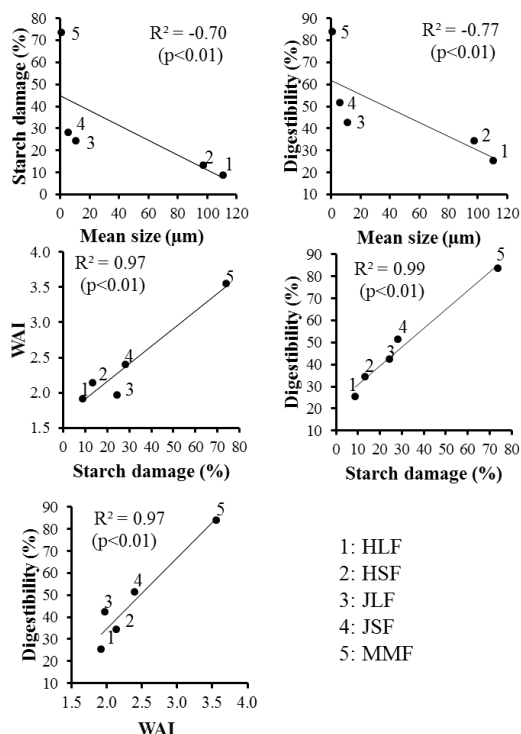 R² = -0.70
(p<0.01)
80
70
60
50
40
30
20
10
0
Starch damage (%)
5
4
3
2
1
0 20 40 60 80 100 120
Mean size (μm)
R² = -0.77
(p<0.01)
90
80
70
60
50
40
30
20
10
Digestibility (%)
5
4
3
2
1
0 20 40 60 80 100 120
Mean size (μm)
R² = 0.97
(p<0.01)
4.0
3.5
3.0
2.5
2.0
1.5
WAI
5
4
2
3
1
0 10 20 30 40 50 60 70 80
Starch damage (%)
R² = 0.99
(p<0.01)
90
80
70
60
50
40
30
20
10
Digestibility (%)
5
4
3
2
1
0 10 20 30 40 50 60 70 80
Starch damage (%)
R² = 0.97
(p<0.01)
90
80
70
60
50
40
30
20
10
Digestibility (%)
5
4
3
2
1
1.5 2.0 2.5 3.0 3.5 4.0
WAI
1: HLF
2: HSF
3: JLF
4: JSF
5: MMF